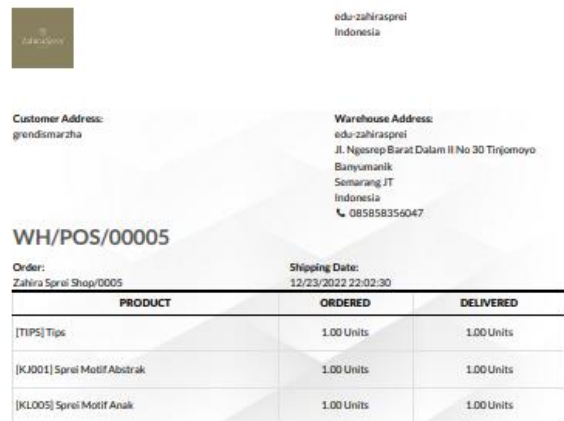 Zahira Sprei
edu-zahirasprei
Indonesia
Customer Address:
grendismarzha
Warehouse Address:
edu-zahirasprei
Jl. Ngesrep Barat Dalam II No 30 Tinjomoyo
Banyumanik
Semarang JT
Indonesia
085858356047
WH/POS/00005
Order:
Zahira Sprei Shop/0005
Shipping Date:
12/23/2022 22:02:30
PRODUCT ORDERED DELIVERED
[TIPS] Tips 1.00 Units 1.00 Units
[KJ001] Sprei Motif Abstrak 1.00 Units 1.00 Units
[KL005] Sprei Motif Anak 1.00 Units 1.00 Units